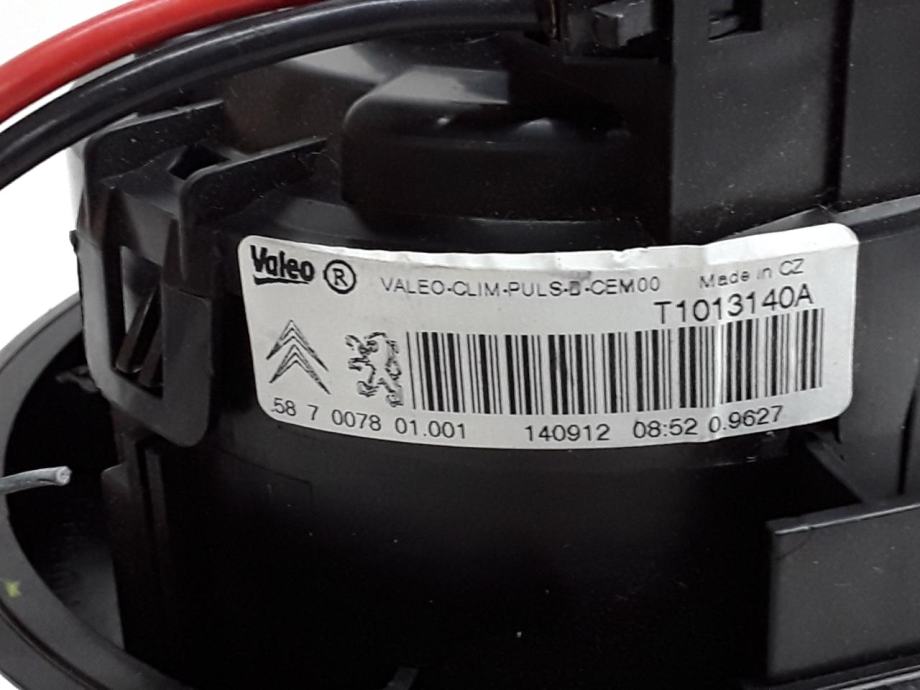 Valeo ® VALEO-CLIM-PULS-D-CEM00 Made in CZ
T1013140A
.58 7 0078 01.001 140912 08:52 0.9627